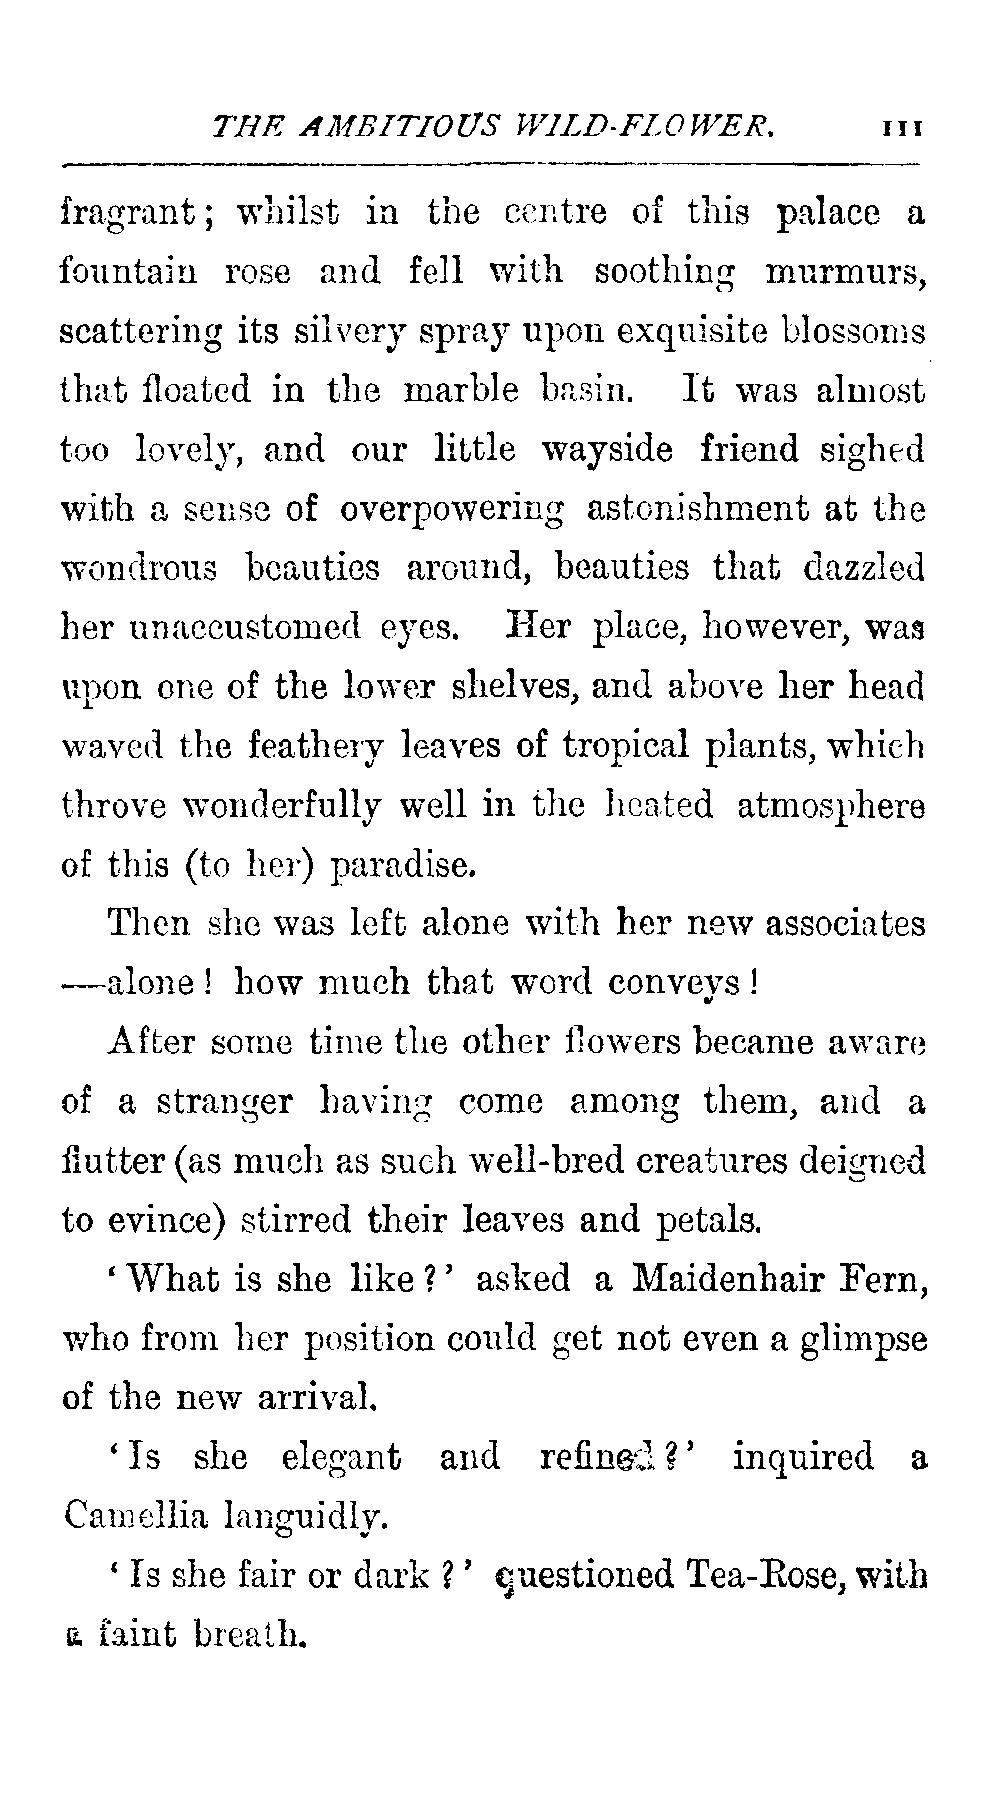 THE AMBITIOUS WILD-FLOWER. 111
fragrant; whilst in the centre of this palace a
fountain rose and fell with soothing murmurs,
scattering its silvery spray upon exquisite blossoms
that floated in the marble basin. It was almost
too lovely, and our little wayside friend sighed
with a sense of overpowering astonishment at the
wondrous beauties around, beauties that dazzled
her unaccustomed eyes. Her place, however, was
upon one of the lower shelves, and above her head
waved the feathery leaves of tropical plants, which
throve wonderfully well in the heated atmosphere
of this (to her) paradise.
Then she was left alone with her new associates
—alone! how much that word conveys!
After some time the other flowers became aware
of a stranger having come among them, and a
flutter (as much as such well-bred creatures deigned
to evince) stirred their leaves and petals.
‘What is she like?’ asked a Maidenhair Fern,
who from her position could get not even a glimpse
of the new arrival.
‘Is she elegant and refined?’ inquired a
Camellia languidly.
‘Is she fair or dark?’ questioned Tea-Rose, with
a faint breath.